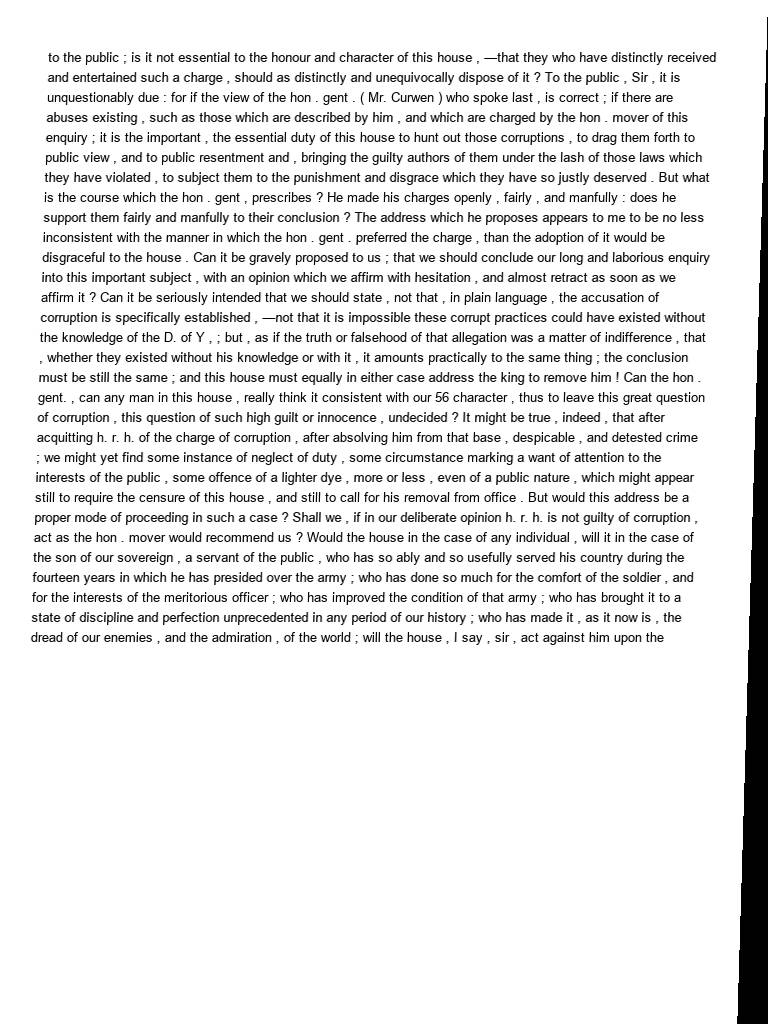 to the public ; is it not essential to the honour and character of this house , —that they who have distinctly received
and entertained such a charge , should as distinctly and unequivocally dispose of it ? To the public , Sir , it is
unquestionably due : for if the view of the hon . gent . ( Mr. Curwen ) who spoke last , is correct ; if there are
abuses existing , such as those which are described by him , and which are charged by the hon . mover of this
enquiry ; it is the important , the essential duty of this house to hunt out those corruptions , to drag them forth to
public view , and to public resentment and , bringing the guilty authors of them under the lash of those laws which
they have violated , to subject them to the punishment and disgrace which they have so justly deserved . But what
is the course which the hon . gent , prescribes ? He made his charges openly , fairly , and manfully : does he
support them fairly and manfully to their conclusion ? The address which he proposes appears to me to be no less
inconsistent with the manner in which the hon . gent . preferred the charge , than the adoption of it would be
disgraceful to the house . Can it be gravely proposed to us ; that we should conclude our long and laborious enquiry
into this important subject , with an opinion which we affirm with hesitation , and almost retract as soon as we
affirm it ? Can it be seriously intended that we should state , not that , in plain language , the accusation of
corruption is specifically established , —not that it is impossible these corrupt practices could have existed without
the knowledge of the D. of Y , ; but , as if the truth or falsehood of that allegation was a matter of indifference , that
, whether they existed without his knowledge or with it , it amounts practically to the same thing ; the conclusion
must be still the same ; and this house must equally in either case address the king to remove him ! Can the hon .
gent. , can any man in this house , really think it consistent with our 56 character , thus to leave this great question
of corruption , this question of such high guilt or innocence , undecided ? It might be true , indeed , that after
acquitting h. r. h. of the charge of corruption , after absolving him from that base , despicable , and detested crime
; we might yet find some instance of neglect of duty , some circumstance marking a want of attention to the
interests of the public , some offence of a lighter dye , more or less , even of a public nature , which might appear
still to require the censure of this house , and still to call for his removal from office . But would this address be a
proper mode of proceeding in such a case ? Shall we , if in our deliberate opinion h. r. h. is not guilty of corruption ,
act as the hon . mover would recommend us ? Would the house in the case of any individual , will it in the case of
the son of our sovereign , a servant of the public , who has so ably and so usefully served his country during the
fourteen years in which he has presided over the army ; who has done so much for the comfort of the soldier , and
for the interests of the meritorious officer ; who has improved the condition of that army ; who has brought it to a
state of discipline and perfection unprecedented in any period of our history ; who has made it , as it now is , the
dread of our enemies , and the admiration , of the world ; will the house , I say , sir , act against him upon the